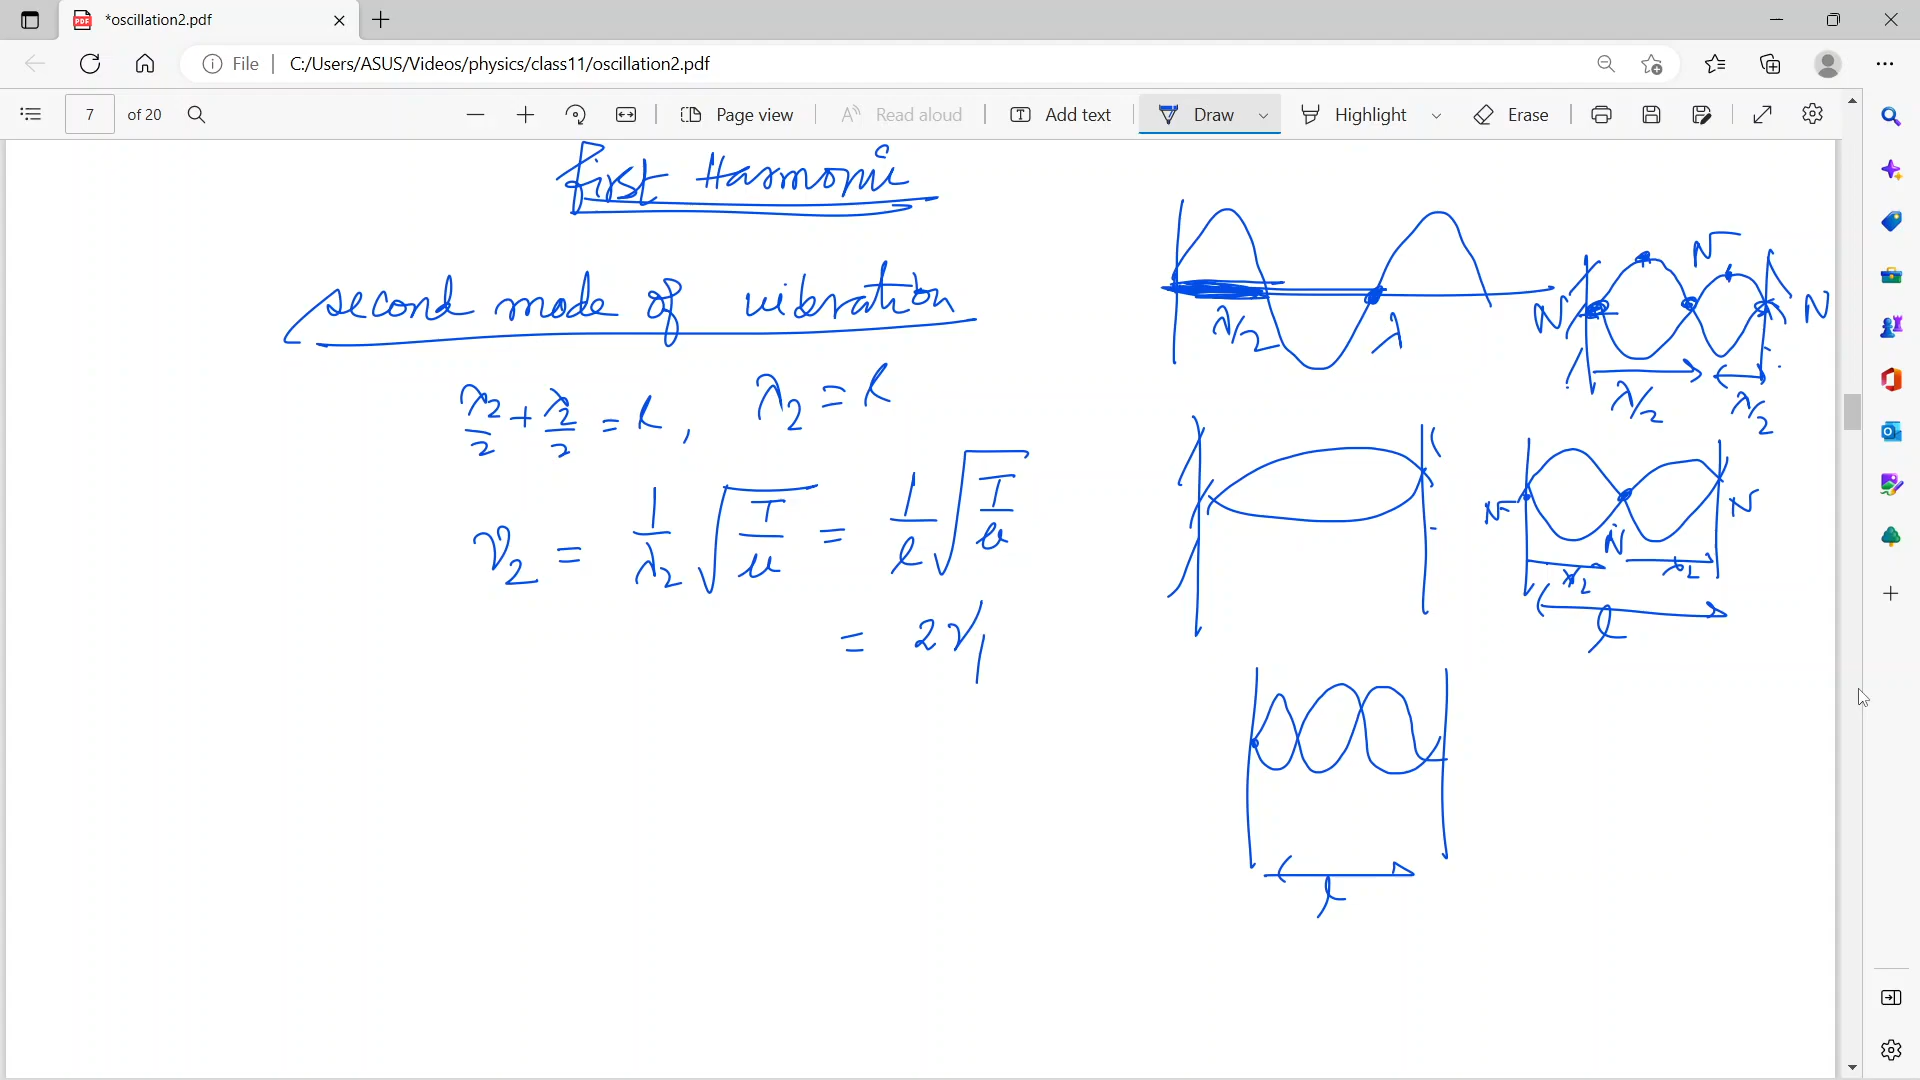 *oscillation2.pdf
File | C:/Users/ASUS/Videos/physics/class11/oscillation2.pdf
7 of 20 Page view Read aloud Add text Draw Highlight Erase
first Harmonic
second mode of vibration
λ₂/2 + λ₂/2 = l , λ₂ = l
ν₂ = 1/λ₂ √(T/μ) = 1/l √(T/μ)
= 2ν₁
λ/2 λ
N N N
λ/2 λ/2
N N N
λ/2 λ/2
l
l